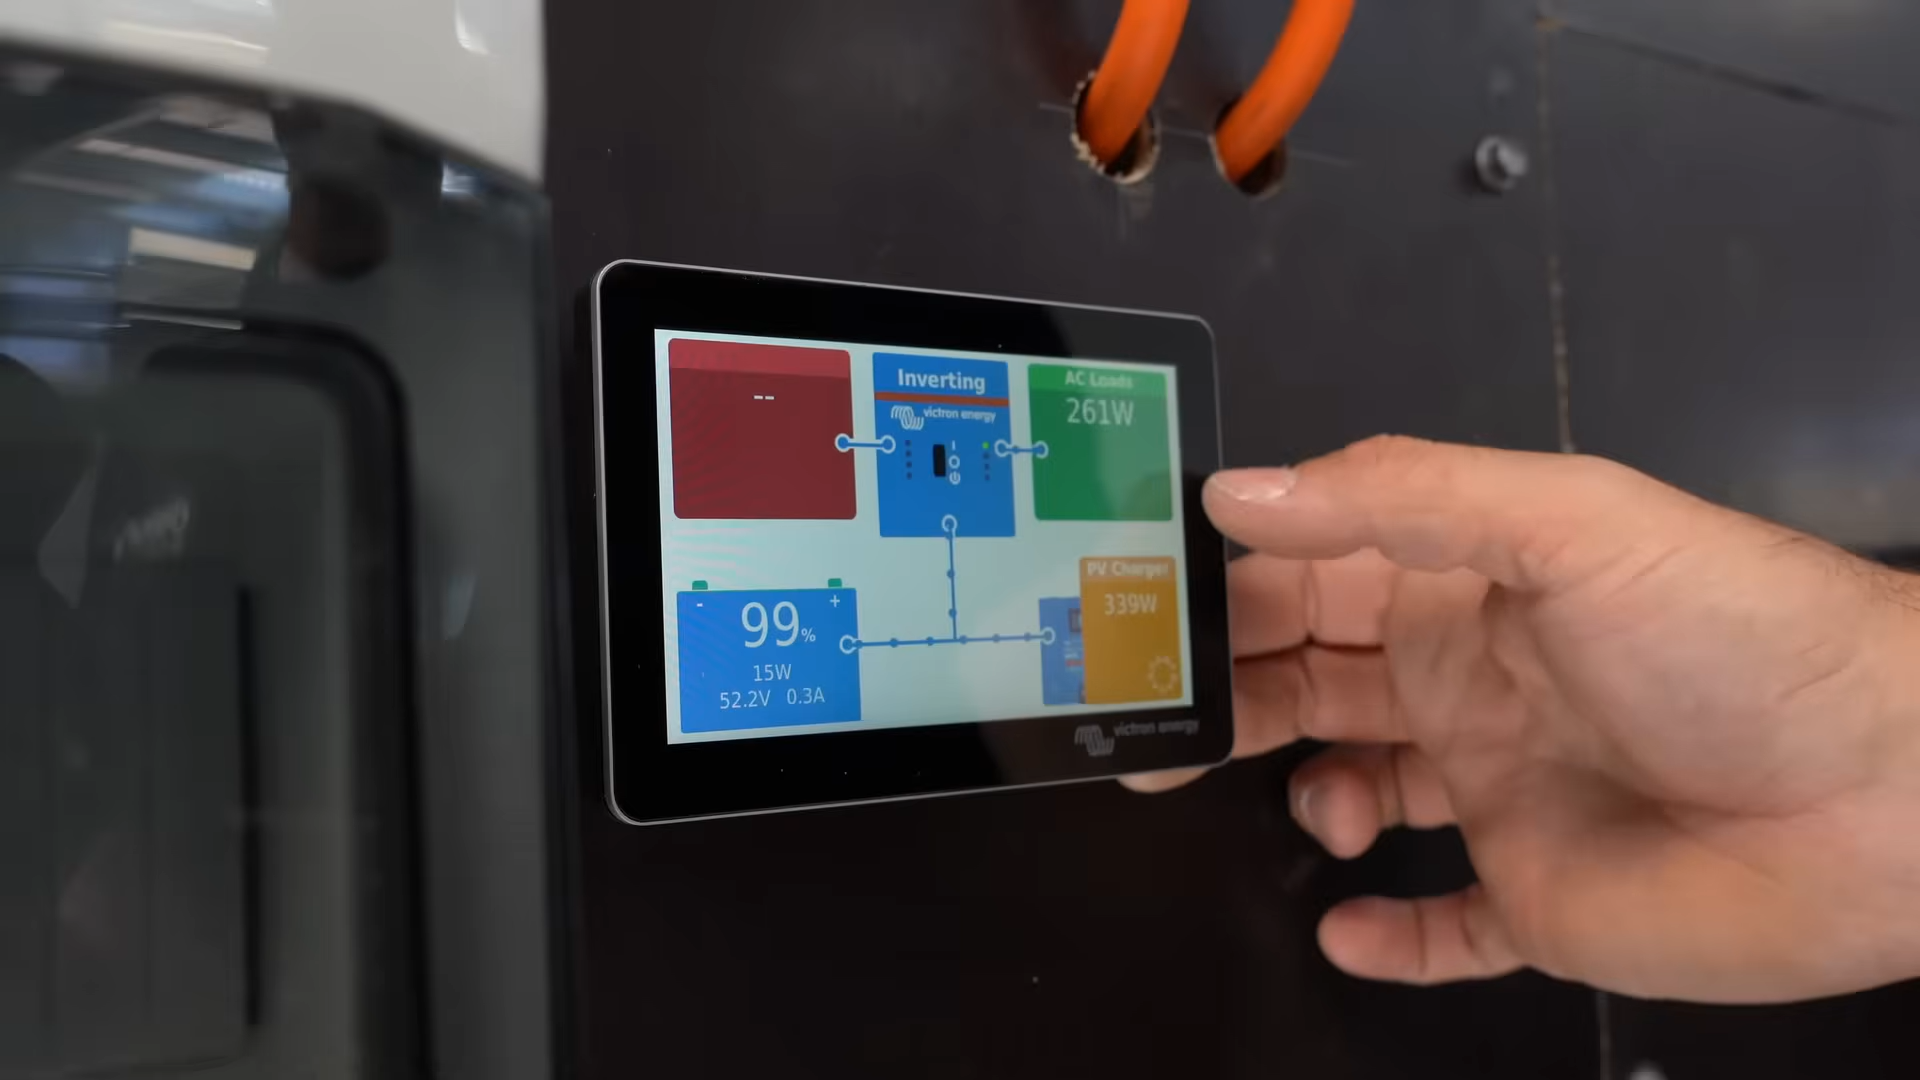 --
Inverting
victron energy
I
O
AC Loads
261W
- +
99%
15W
52.2V 0.3A
PV Charger
339W
victron energy